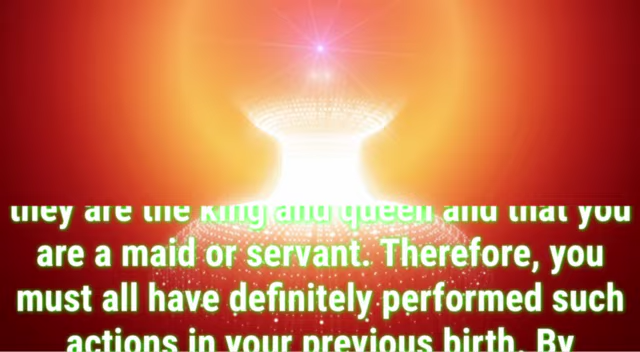 they are the king and queen and that you
are a maid or servant. Therefore, you
must all have definitely performed such
actions in your previous birth. By